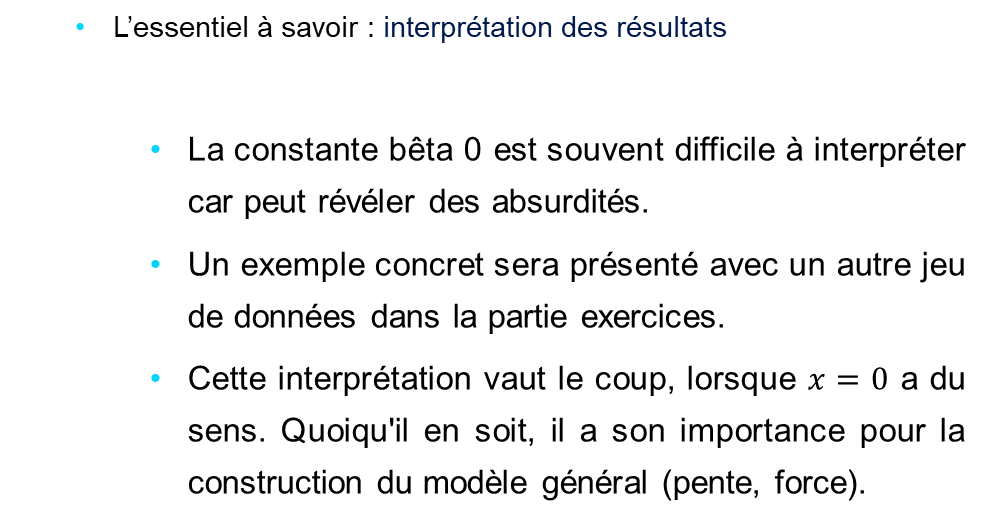 • L’essentiel à savoir : interprétation des résultats
• La constante bêta 0 est souvent difficile à interpréter
car peut révéler des absurdités.
• Un exemple concret sera présenté avec un autre jeu
de données dans la partie exercices.
• Cette interprétation vaut le coup, lorsque 𝑥 = 0 a du
sens. Quoiqu'il en soit, il a son importance pour la
construction du modèle général (pente, force).